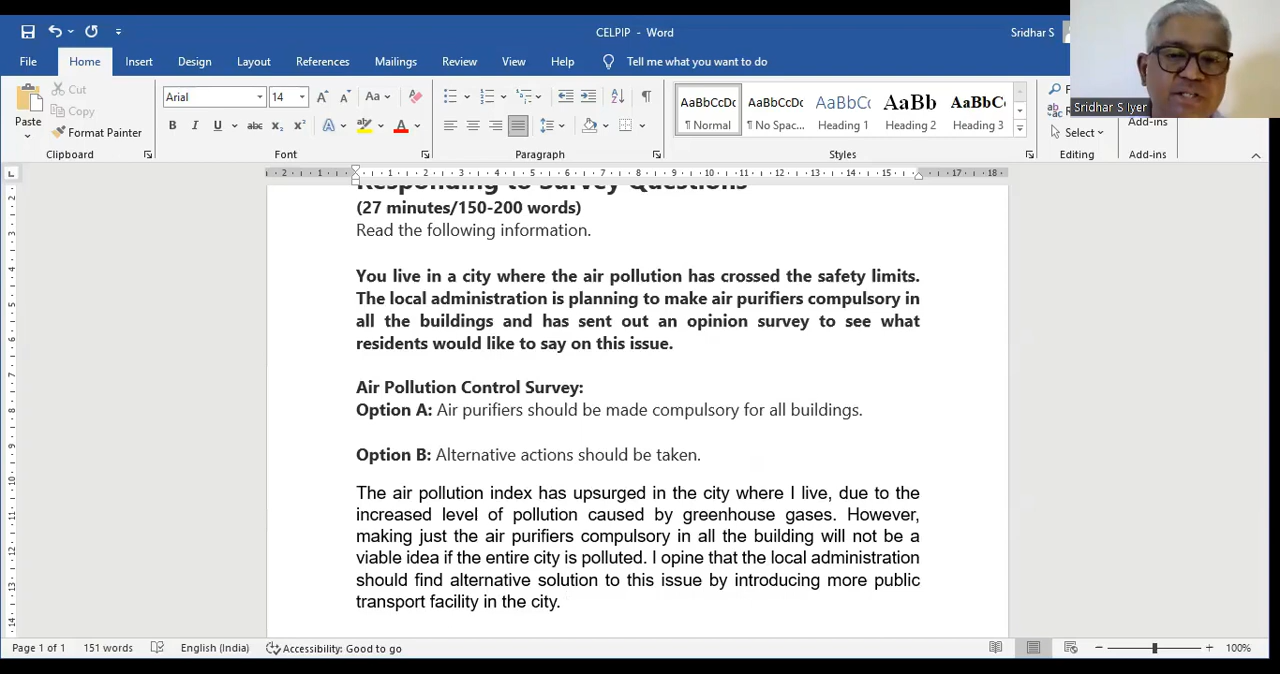 CELPIP - Word
Sridhar S
File Home Insert Design Layout References Mailings Review View Help Tell me what you want to do
Paste
Cut
Copy
Format Painter
Clipboard
Arial 14
Font
Paragraph
AaBbCcDc AaBbCcDc AaBbCc AaBb AaBbC
¶ Normal ¶ No Spac... Heading 1 Heading 2 Heading 3
Styles
Select
Editing
Add-ins
Add-ins
Sridhar S Iyer
Responding to Survey Questions
(27 minutes/150-200 words)
Read the following information.
You live in a city where the air pollution has crossed the safety limits.
The local administration is planning to make air purifiers compulsory in
all the buildings and has sent out an opinion survey to see what
residents would like to say on this issue.
Air Pollution Control Survey:
Option A: Air purifiers should be made compulsory for all buildings.
Option B: Alternative actions should be taken.
The air pollution index has upsurged in the city where I live, due to the
increased level of pollution caused by greenhouse gases. However,
making just the air purifiers compulsory in all the building will not be a
viable idea if the entire city is polluted. I opine that the local administration
should find alternative solution to this issue by introducing more public
transport facility in the city.
Page 1 of 1 151 words English (India) Accessibility: Good to go 100%